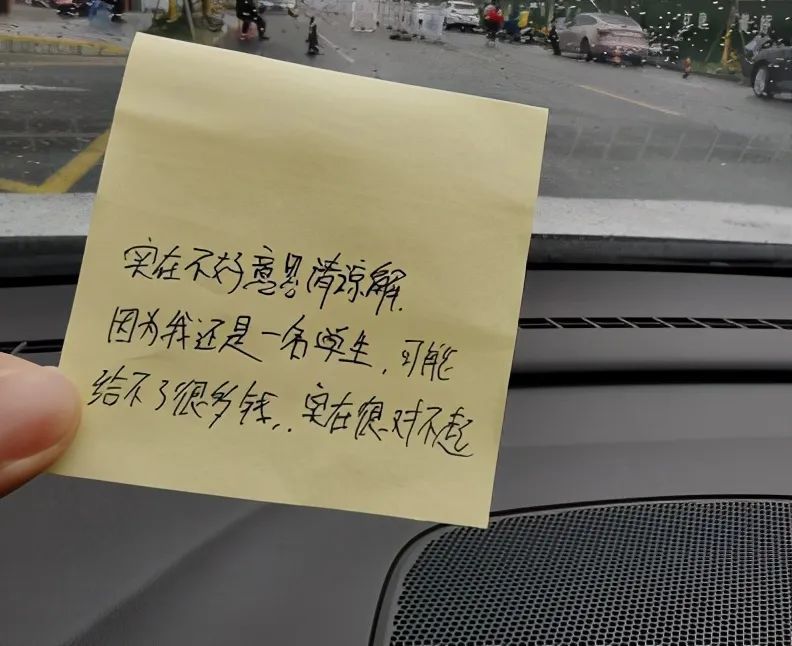 实在不好意思请谅解.
因为我还是一名学生,可能
给不了很多钱,.实在很对不起